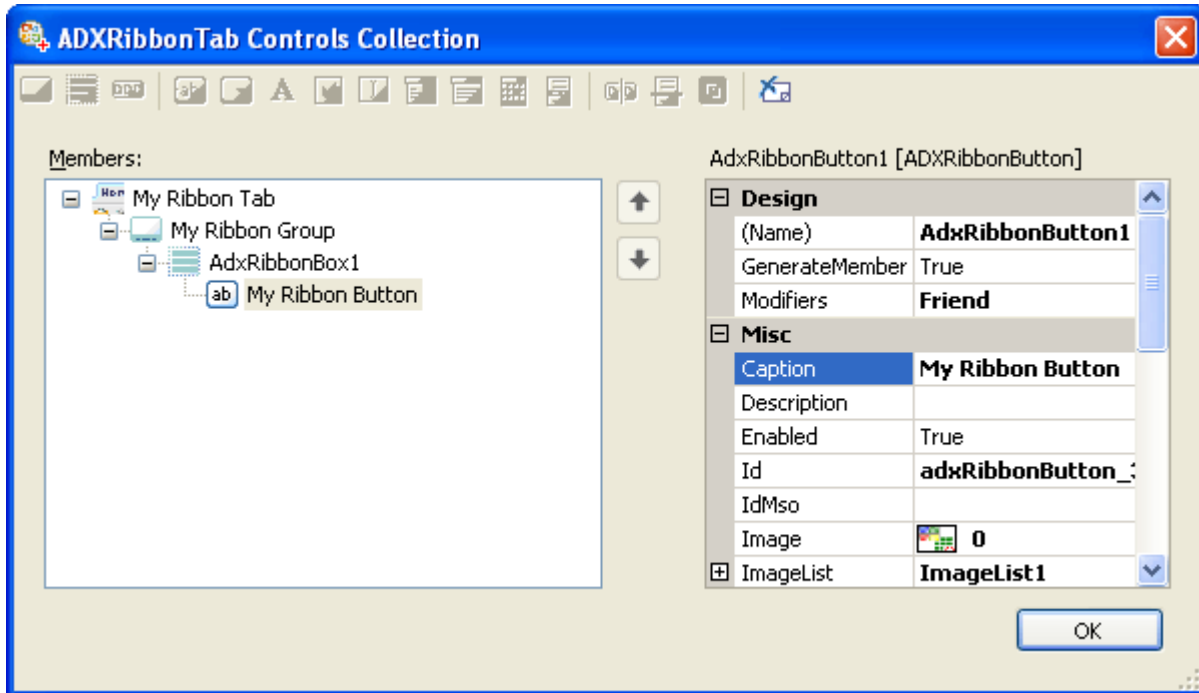 ADXRibbonTab Controls Collection
Members:
AdxRibbonButton1 [ADXRibbonButton]
My Ribbon Tab
My Ribbon Group
AdxRibbonBox1
ab My Ribbon Button
Design
(Name) AdxRibbonButton1
GenerateMember True
Modifiers Friend
Misc
Caption My Ribbon Button
Description
Enabled True
Id adxRibbonButton_
IdMso
Image 0
ImageList ImageList1
OK